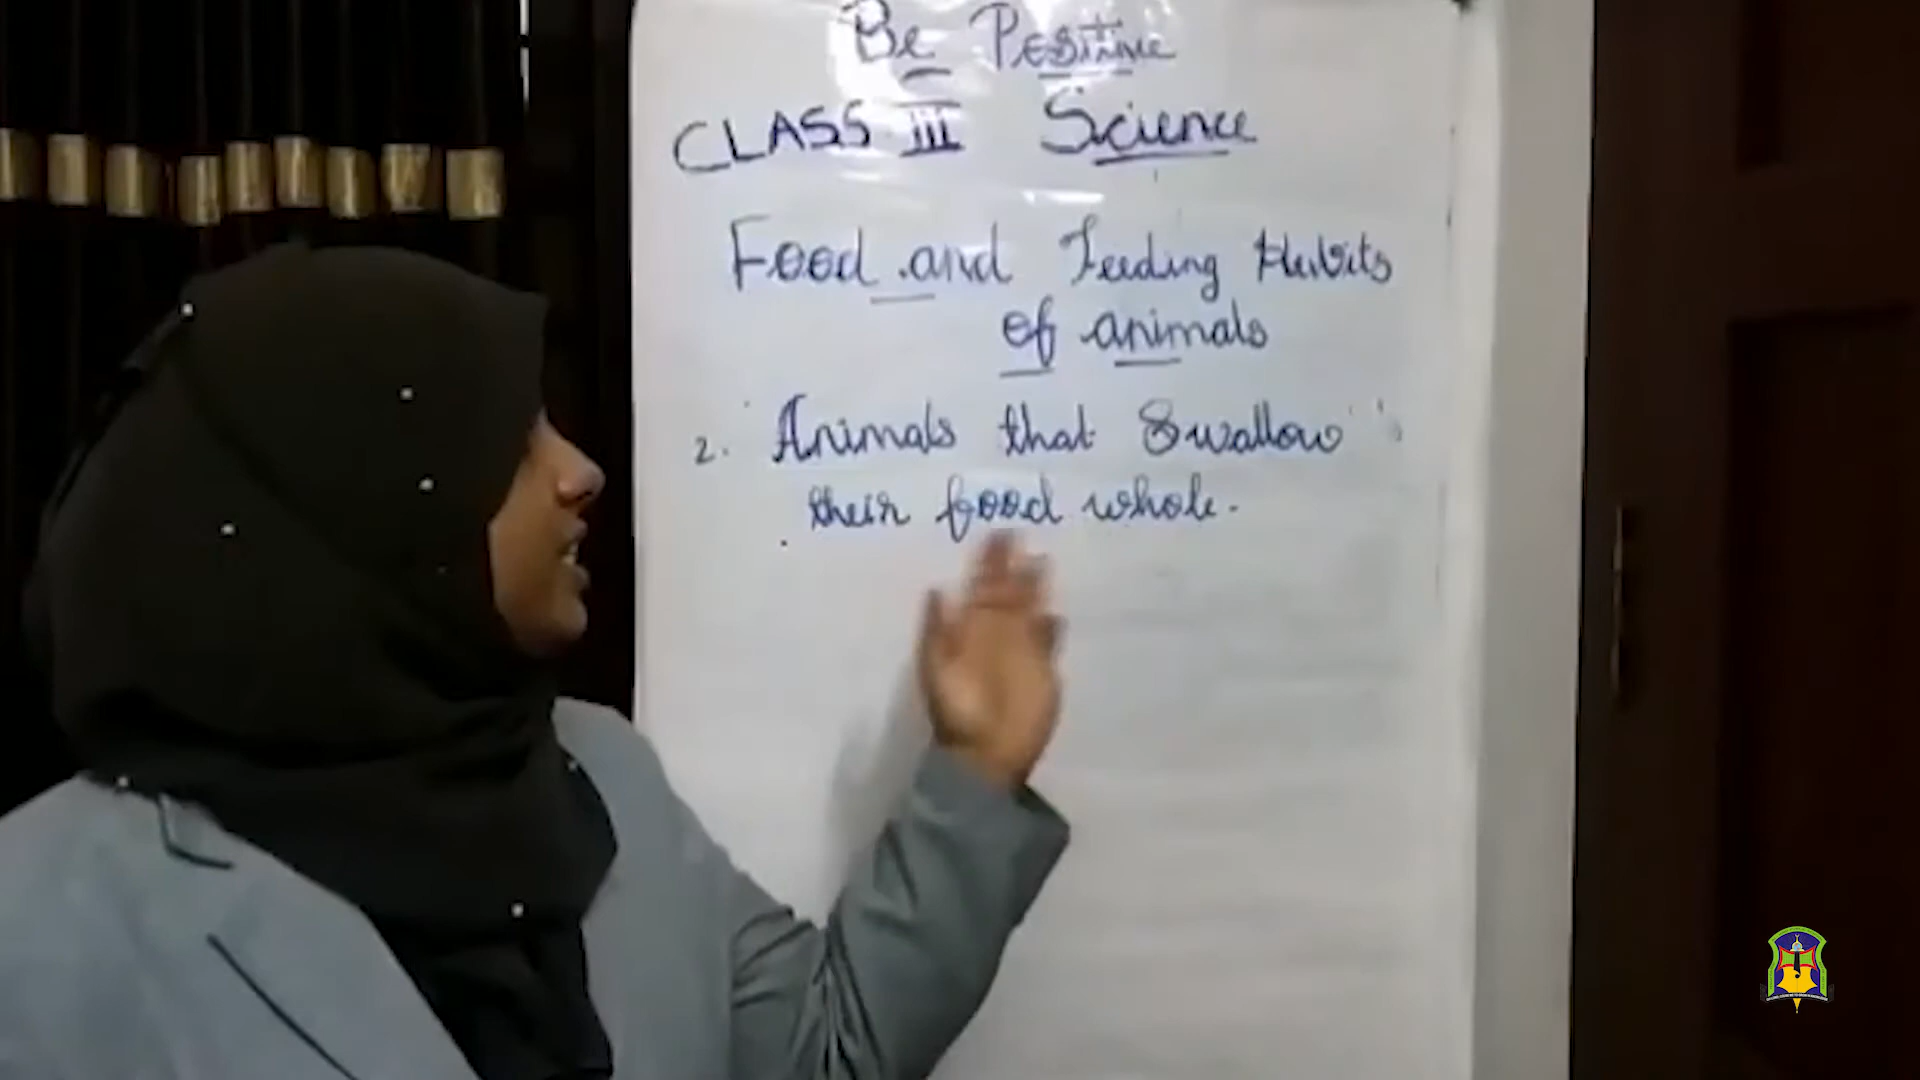 Be Positive
CLASS III Science
Food and Feeding Habits
of animals
2. Animals that Swallow
their food whole.